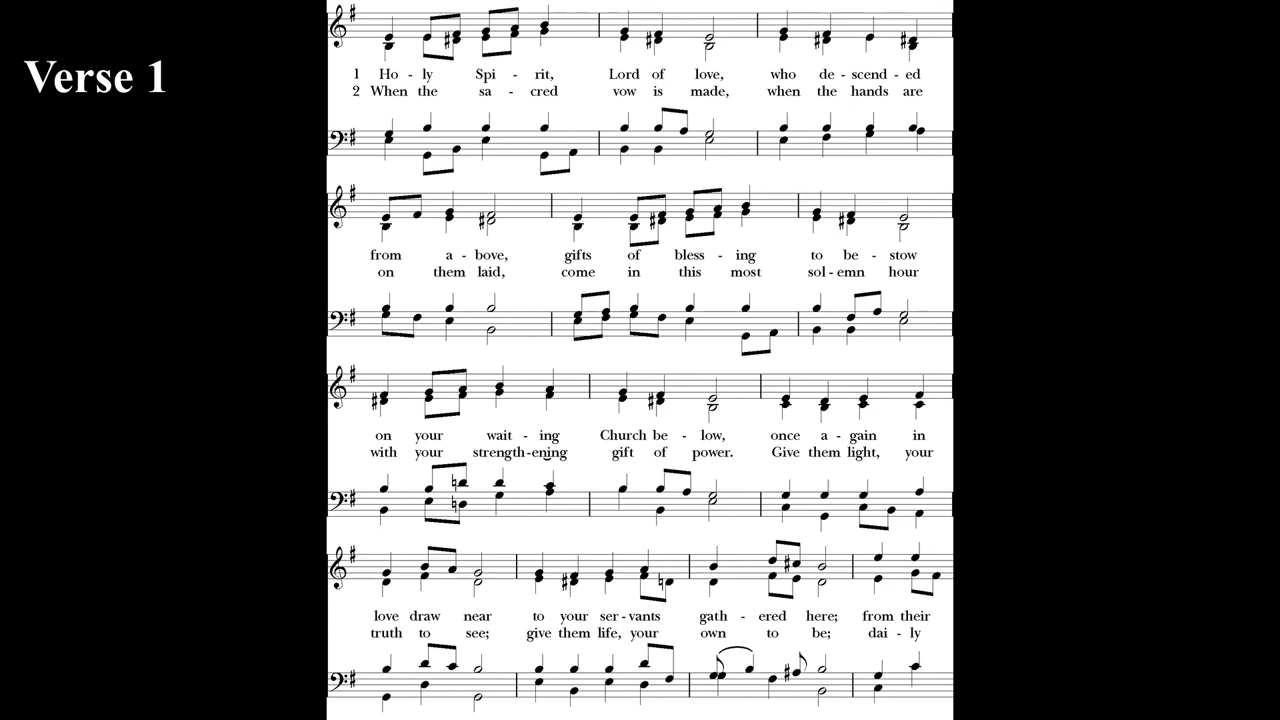 Verse 1
1 Ho - ly Spi - rit, Lord of love, who de - scend - ed
2 When the sa - cred vow is made, when the hands are
from a - bove, gifts of bless - ing to be - stow
on them laid, come in this most sol - emn hour
on your wait - ing Church be - low, once a - gain in
with your strength - ening gift of power. Give them light, your
love draw near to your ser - vants gath - ered here; from their
truth to see; give them life, your own to be; dai - ly